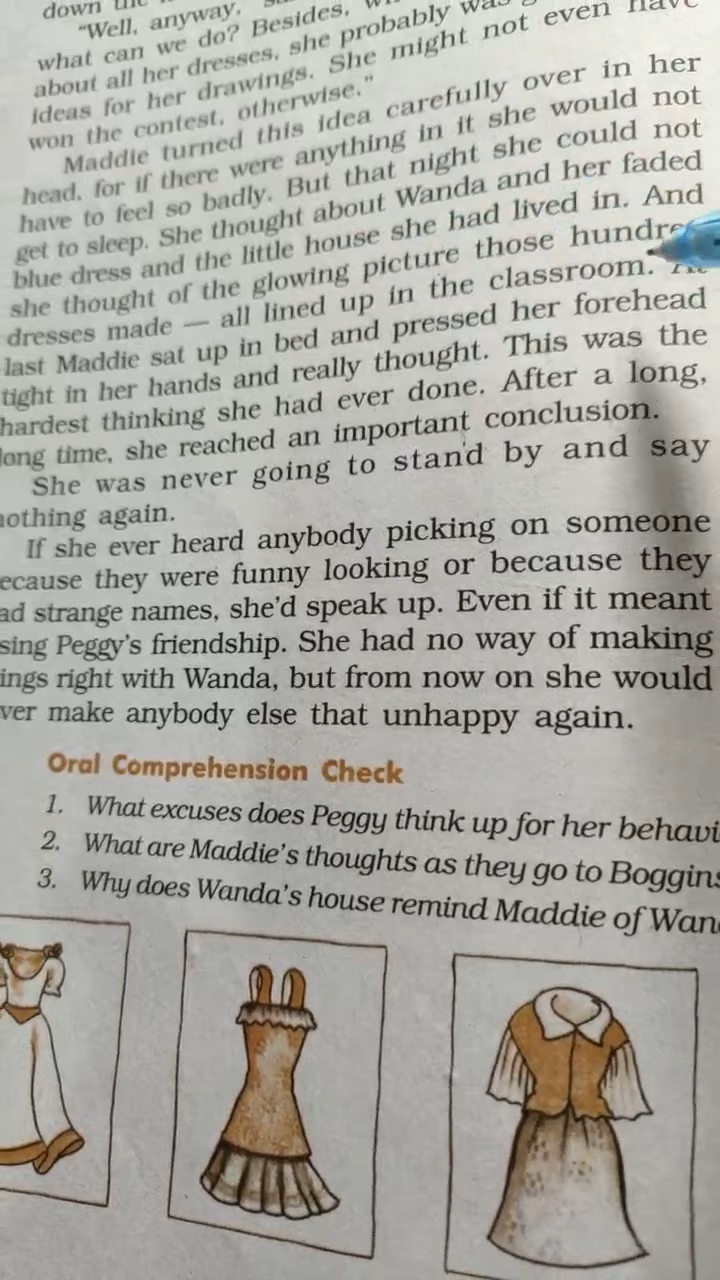 down the
"Well, anyway,
what can we do? Besides,
about all her dresses, she probably
ideas for her drawings. She might not even have
won the contest, otherwise."
Maddie turned this idea carefully over in her
head, for if there were anything in it she would not
have to feel so badly. But that night she could not
get to sleep. She thought about Wanda and her faded
blue dress and the little house she had lived in. And
she thought of the glowing picture those hundre
dresses made — all lined up in the classroom.
last Maddie sat up in bed and pressed her forehead
tight in her hands and really thought. This was the
hardest thinking she had ever done. After a long,
long time, she reached an important conclusion.
She was never going to stand by and say
nothing again.
If she ever heard anybody picking on someone
ecause they were funny looking or because they
ad strange names, she'd speak up. Even if it meant
sing Peggy's friendship. She had no way of making
ings right with Wanda, but from now on she would
ver make anybody else that unhappy again.
Oral Comprehension Check
1. What excuses does Peggy think up for her behavi
2. What are Maddie's thoughts as they go to Boggins
3. Why does Wanda's house remind Maddie of Wan